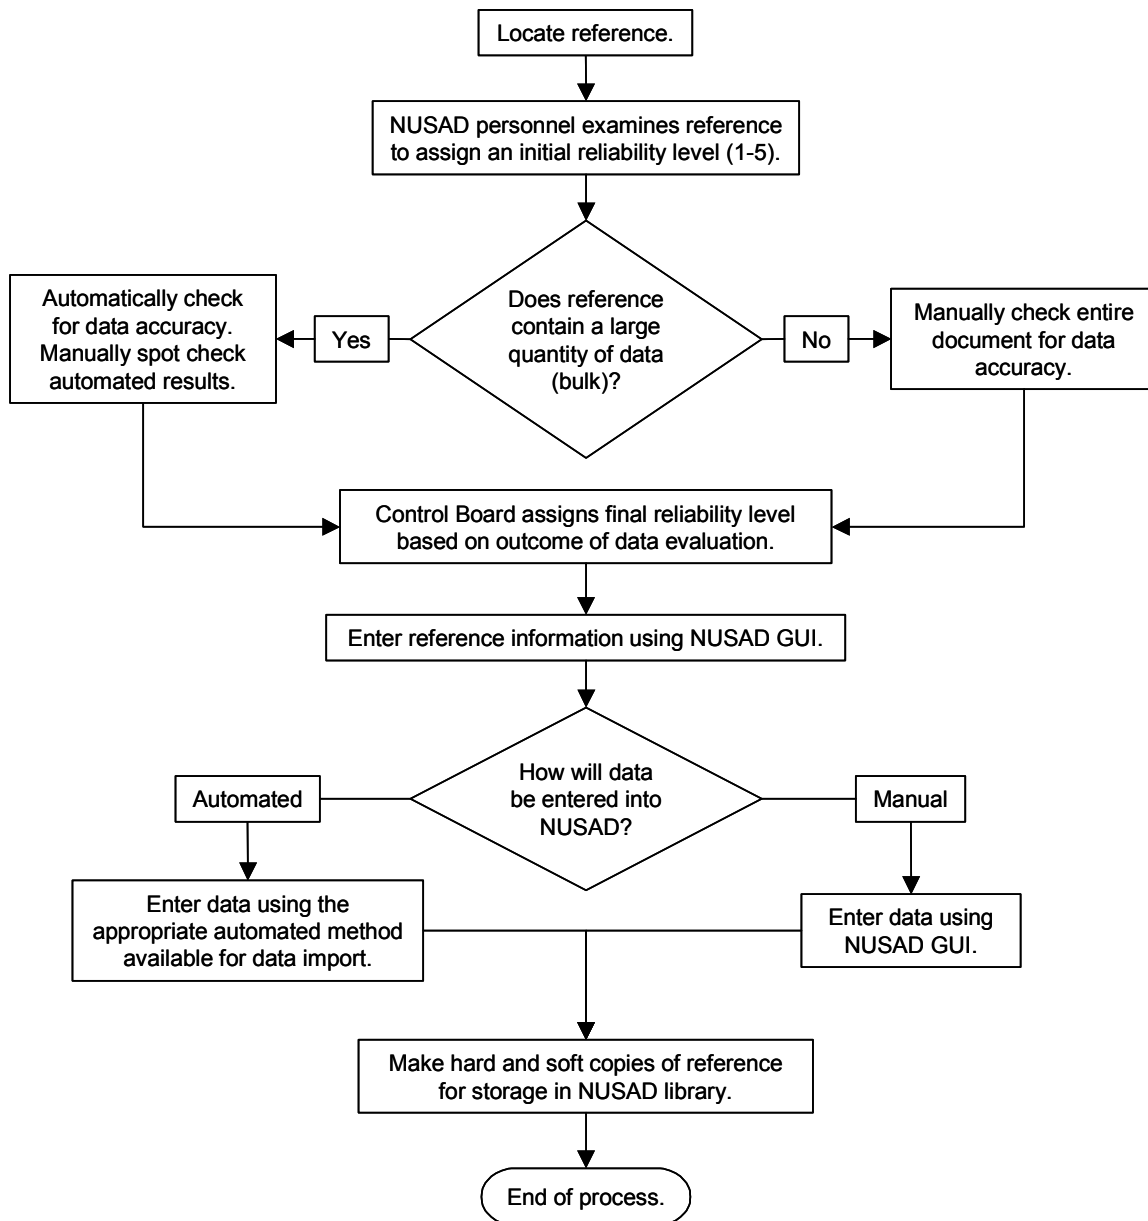 Locate reference.
NUSAD personnel examines reference
to assign an initial reliability level (1-5).
Does reference
contain a large
quantity of data
(bulk)?
Yes
No
Automatically check
for data accuracy.
Manually spot check
automated results.
Manually check entire
document for data
accuracy.
Control Board assigns final reliability level
based on outcome of data evaluation.
Enter reference information using NUSAD GUI.
How will data
be entered into
NUSAD?
Automated
Manual
Enter data using the
appropriate automated method
available for data import.
Enter data using
NUSAD GUI.
Make hard and soft copies of reference
for storage in NUSAD library.
End of process.